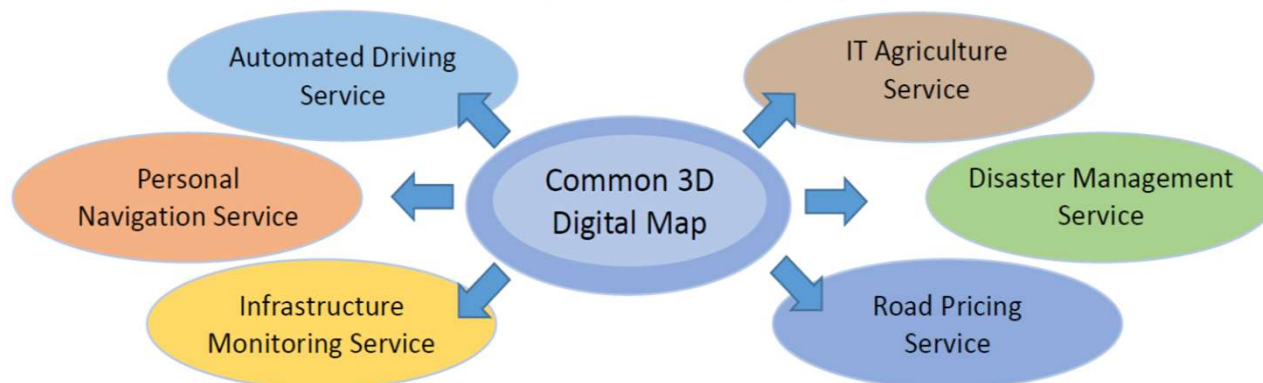 Automated Driving
Service
IT Agriculture
Service
Personal
Navigation Service
Common 3D
Digital Map
Disaster Management
Service
Infrastructure
Monitoring Service
Road Pricing
Service